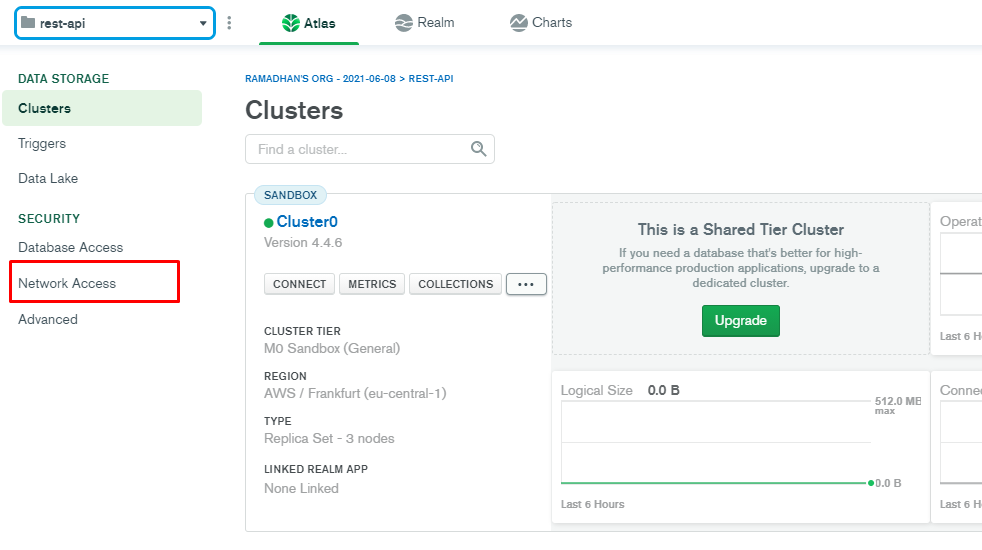 rest-api
Atlas
Realm
Charts
DATA STORAGE
Clusters
Triggers
Data Lake
SECURITY
Database Access
Network Access
Advanced
RAMADHAN'S ORG - 2021-06-08 > REST-API
Clusters
Find a cluster...
SANDBOX
Cluster0
Version 4.4.6
CONNECT METRICS COLLECTIONS ...
CLUSTER TIER
M0 Sandbox (General)
REGION
AWS / Frankfurt (eu-central-1)
TYPE
Replica Set - 3 nodes
LINKED REALM APP
None Linked
This is a Shared Tier Cluster
If you need a database that's better for high-
performance production applications, upgrade to a
dedicated cluster.
Upgrade
Logical Size 0.0 B
512.0 MB
max
0.0 B
Last 6 Hours
Operat
Last 6 H
Connec
Last 6 H